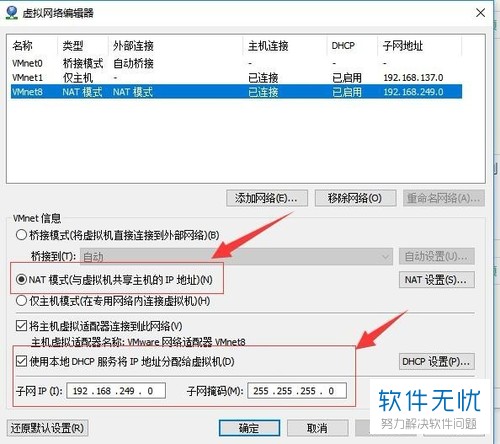 虚拟网络编辑器
名称 类型 外部连接 主机连接 DHCP 子网地址
VMnet0 桥接模式 自动桥接 - - -
VMnet1 仅主机... - 已连接 已启用 192.168.137.0
VMnet8 NAT 模式 NAT 模式 已连接 已启用 192.168.249.0
添加网络(E)... 移除网络(O) 重命名网络(A)...
VMnet 信息
桥接模式(将虚拟机直接连接到外部网络)(B)
桥接到(T): 自动 自动设置(U)...
NAT 模式(与虚拟机共享主机的 IP 地址)(N) NAT 设置(S)...
仅主机模式(在专用网络内连接虚拟机)(H)
将主机虚拟适配器连接到此网络(V)
主机虚拟适配器名称: VMware 网络适配器 VMnet8
使用本地 DHCP 服务将 IP 地址分配给虚拟机(D) DHCP 设置(P)...
子网 IP (I): 192 .168 .249 . 0 子网掩码(M): 255 .255 .255 . 0
还原默认设置(R) 确定 取消
软件无忧
努力解决软件问题